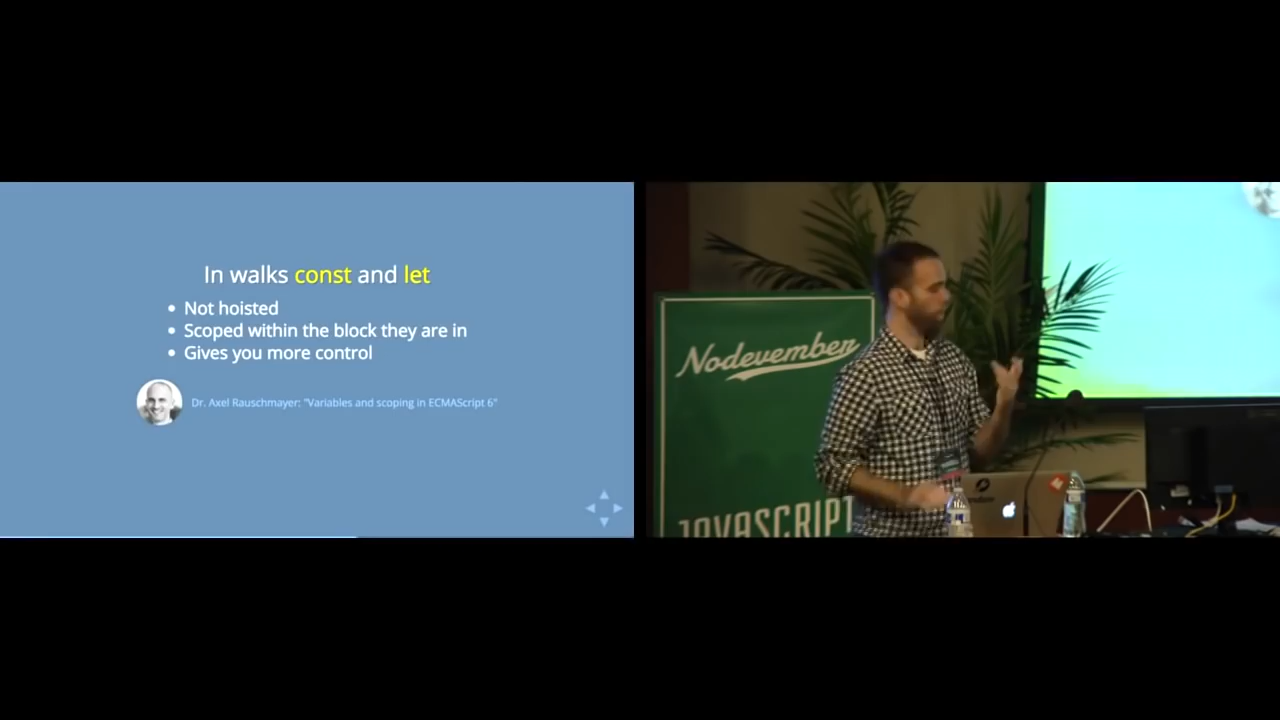 In walks const and let
Not hoisted
Scoped within the block they are in
Gives you more control
Dr. Axel Rauschmayer: "Variables and scoping in ECMAScript 6"
Nodevember
JAVASCRIPT